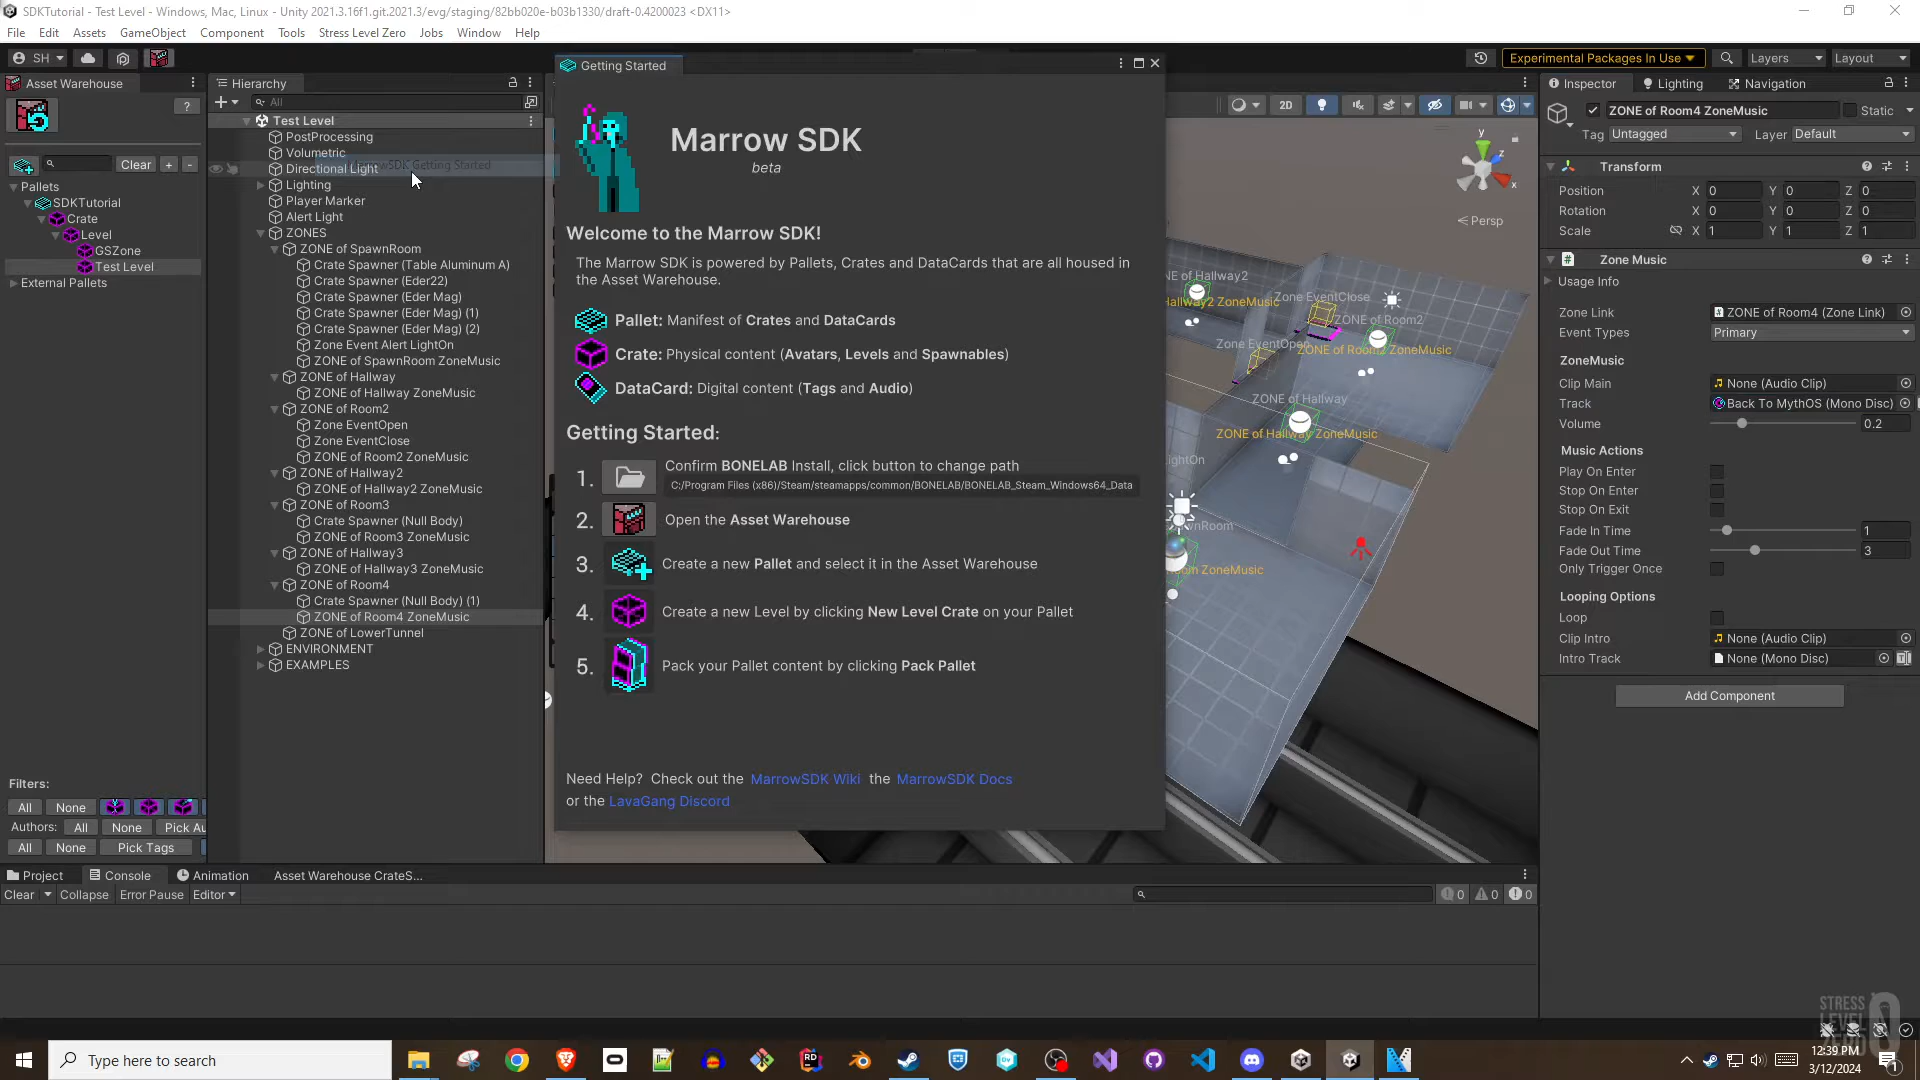 SDKTutorial - Test Level - Windows, Mac, Linux - Unity 2021.3.16f1.git.2021.3/evg/staging/82bb020e-b03b1330/draft-0.4200023 <DX11>
File Edit Assets GameObject Component Tools Stress Level Zero Jobs Window Help
SH
Experimental Packages In Use
Layers
Layout
Asset Warehouse
?
Clear
+
-
Pallets
SDKTutorial
Crate
Level
GSZone
Test Level
External Pallets
Filters:
All None
Authors: All None Pick Au
All None Pick Tags
Hierarchy
All
Test Level
PostProcessing
Volumetric
Directional Light
MarrowSDK Getting Started
Lighting
Player Marker
Alert Light
ZONES
ZONE of SpawnRoom
Crate Spawner (Table Aluminum A)
Crate Spawner (Eder22)
Crate Spawner (Eder Mag)
Crate Spawner (Eder Mag) (1)
Crate Spawner (Eder Mag) (2)
Zone Event Alert LightOn
ZONE of SpawnRoom ZoneMusic
ZONE of Hallway
ZONE of Hallway ZoneMusic
ZONE of Room2
Zone EventOpen
Zone EventClose
ZONE of Room2 ZoneMusic
ZONE of Hallway2
ZONE of Hallway2 ZoneMusic
ZONE of Room3
Crate Spawner (Null Body)
ZONE of Room3 ZoneMusic
ZONE of Hallway3
ZONE of Hallway3 ZoneMusic
ZONE of Room4
Crate Spawner (Null Body) (1)
ZONE of Room4 ZoneMusic
ZONE of LowerTunnel
ENVIRONMENT
EXAMPLES
Getting Started
Marrow SDK
beta
Welcome to the Marrow SDK!
The Marrow SDK is powered by Pallets, Crates and DataCards that are all housed in
the Asset Warehouse.
Pallet: Manifest of Crates and DataCards
Crate: Physical content (Avatars, Levels and Spawnables)
DataCard: Digital content (Tags and Audio)
Getting Started:
1. Confirm BONELAB Install, click button to change path
C:/Program Files (x86)/Steam/steamapps/common/BONELAB/BONELAB_Steam_Windows64_Data
2. Open the Asset Warehouse
3. Create a new Pallet and select it in the Asset Warehouse
4. Create a new Level by clicking New Level Crate on your Pallet
5. Pack your Pallet content by clicking Pack Pallet
Need Help? Check out the MarrowSDK Wiki the MarrowSDK Docs
or the LavaGang Discord
2D
y
z
x
Persp
NE of Hallway2
Hallway2 ZoneMusic
Zone EventClose
ZONE of Room2
Zone EventOpen
ZONE of Room2 ZoneMusic
ZONE of Hallway
ZONE of Hallway ZoneMusic
ghtOn
wnRoom
om ZoneMusic
Inspector Lighting Navigation
ZONE of Room4 ZoneMusic Static
Tag Untagged Layer Default
Transform
Position X 0 Y 0 Z 0
Rotation X 0 Y 0 Z 0
Scale X 1 Y 1 Z 1
Zone Music
Usage Info
Zone Link ZONE of Room4 (Zone Link)
Event Types Primary
ZoneMusic
Clip Main None (Audio Clip)
Track Back To MythOS (Mono Disc)
Volume 0.2
Music Actions
Play On Enter
Stop On Enter
Stop On Exit
Fade In Time 1
Fade Out Time 3
Only Trigger Once
Looping Options
Loop
Clip Intro None (Audio Clip)
Intro Track None (Mono Disc)
Add Component
Project Console Animation Asset Warehouse CrateS...
Clear Collapse Error Pause Editor
0 0 0
STRESS
LEVEL
ZERO
Type here to search
12:39 PM
3/12/2024
1